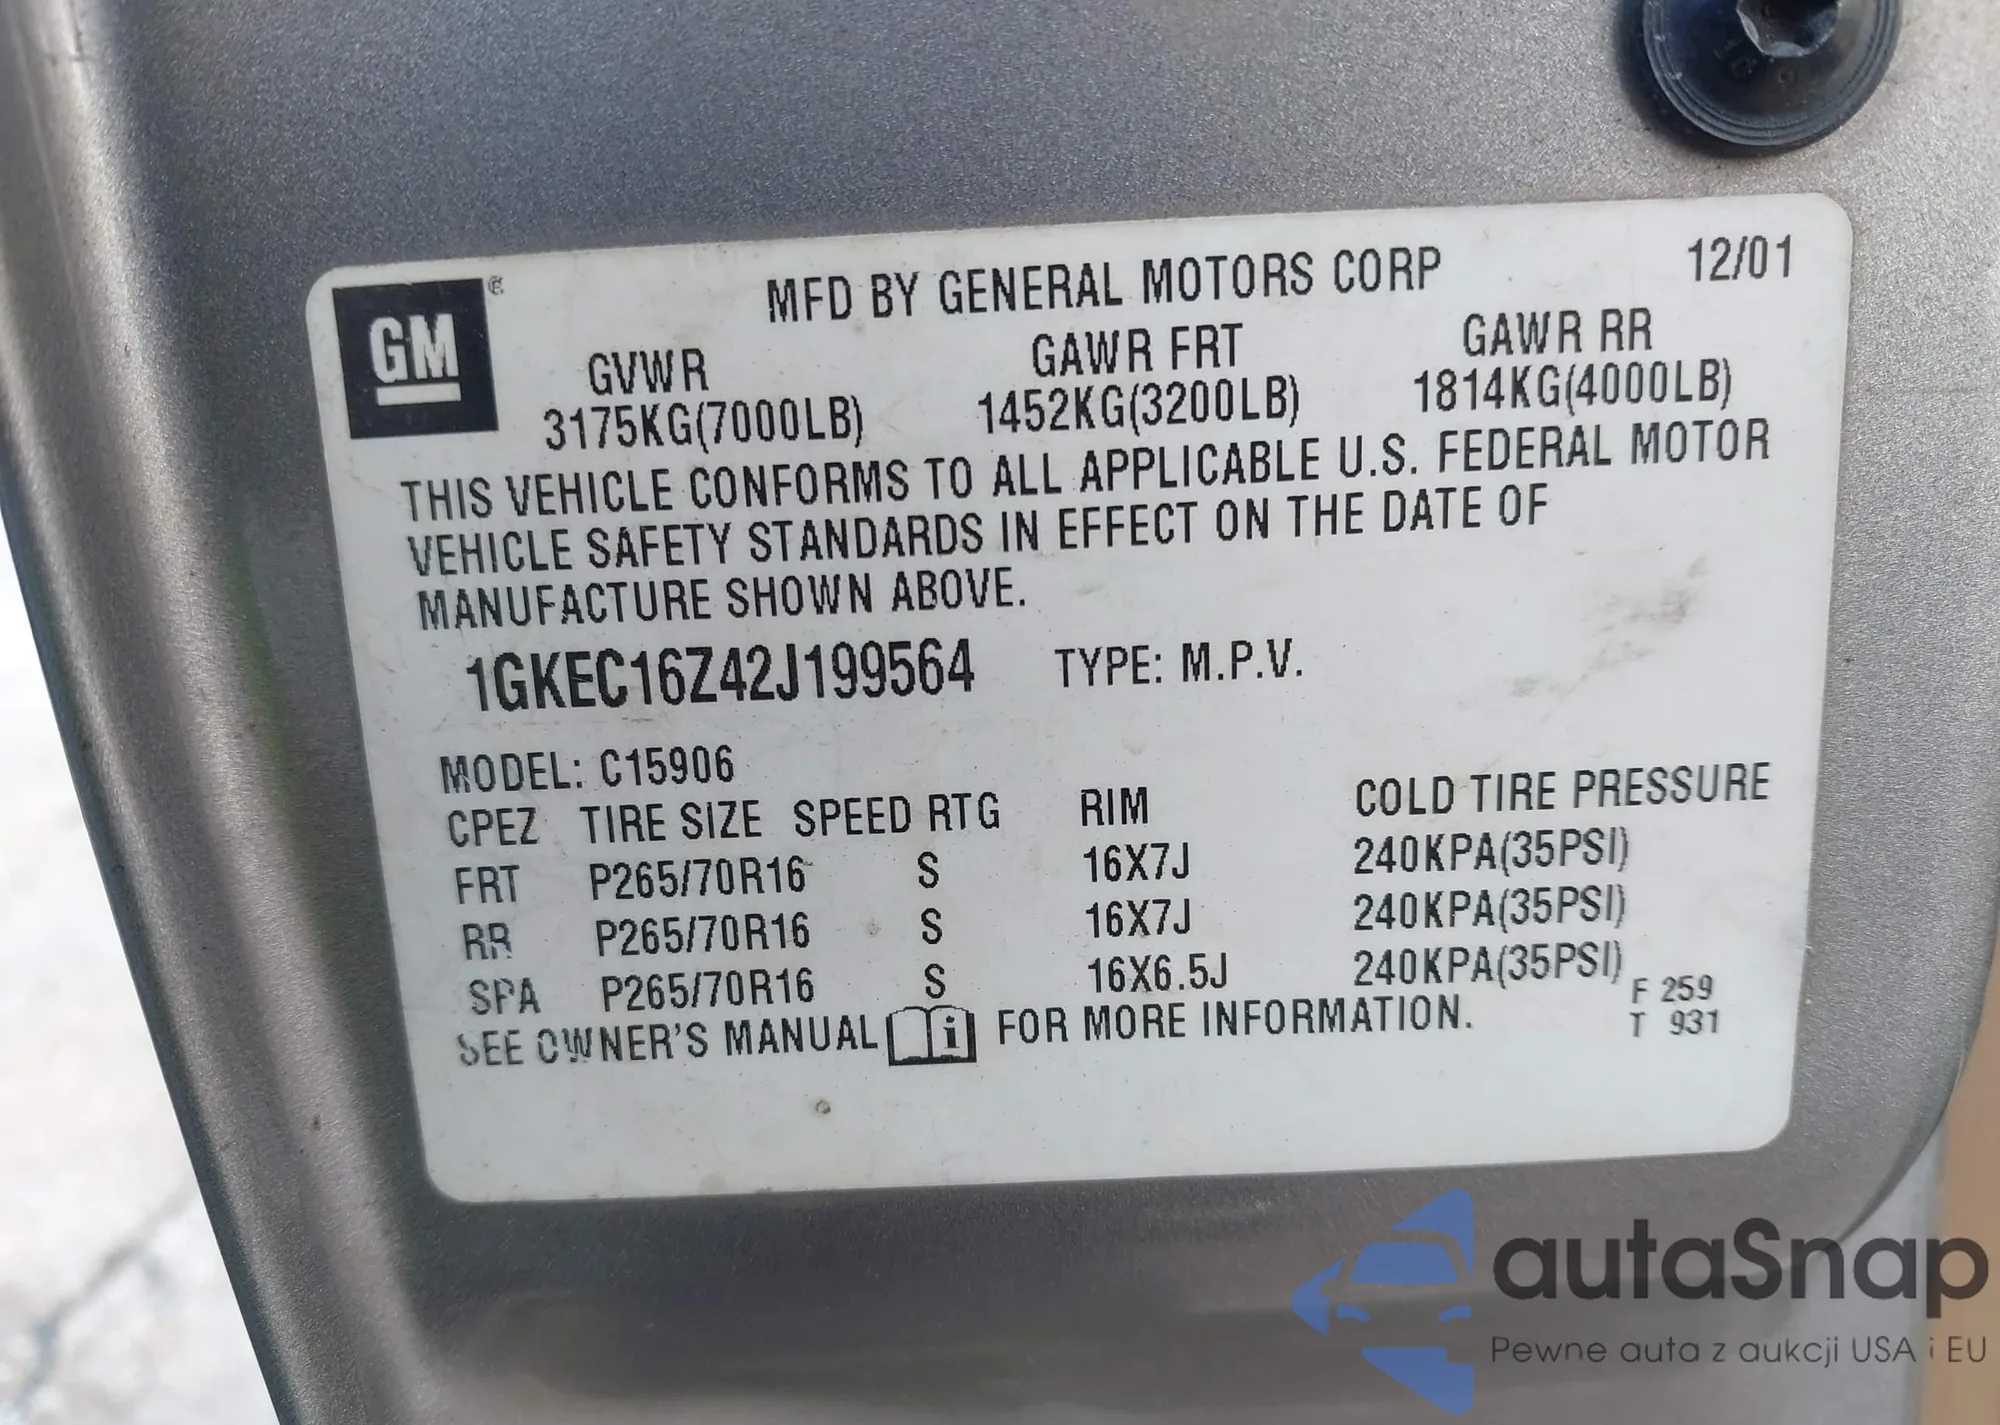 GM ®
MFD BY GENERAL MOTORS CORP 12/01
GVWR GAWR FRT GAWR RR
3175KG(7000LB) 1452KG(3200LB) 1814KG(4000LB)
THIS VEHICLE CONFORMS TO ALL APPLICABLE U.S. FEDERAL MOTOR
VEHICLE SAFETY STANDARDS IN EFFECT ON THE DATE OF
MANUFACTURE SHOWN ABOVE.
1GKEC16Z42J199564 TYPE: M.P.V.
MODEL: C15906
CPEZ TIRE SIZE SPEED RTG RIM COLD TIRE PRESSURE
FRT P265/70R16 S 16X7J 240KPA(35PSI)
RR P265/70R16 S 16X7J 240KPA(35PSI)
SPA P265/70R16 S 16X6.5J 240KPA(35PSI)
SEE OWNER'S MANUAL i FOR MORE INFORMATION.
F 259
T 931
autaSnap
Pewne auta z aukcji USA i EU